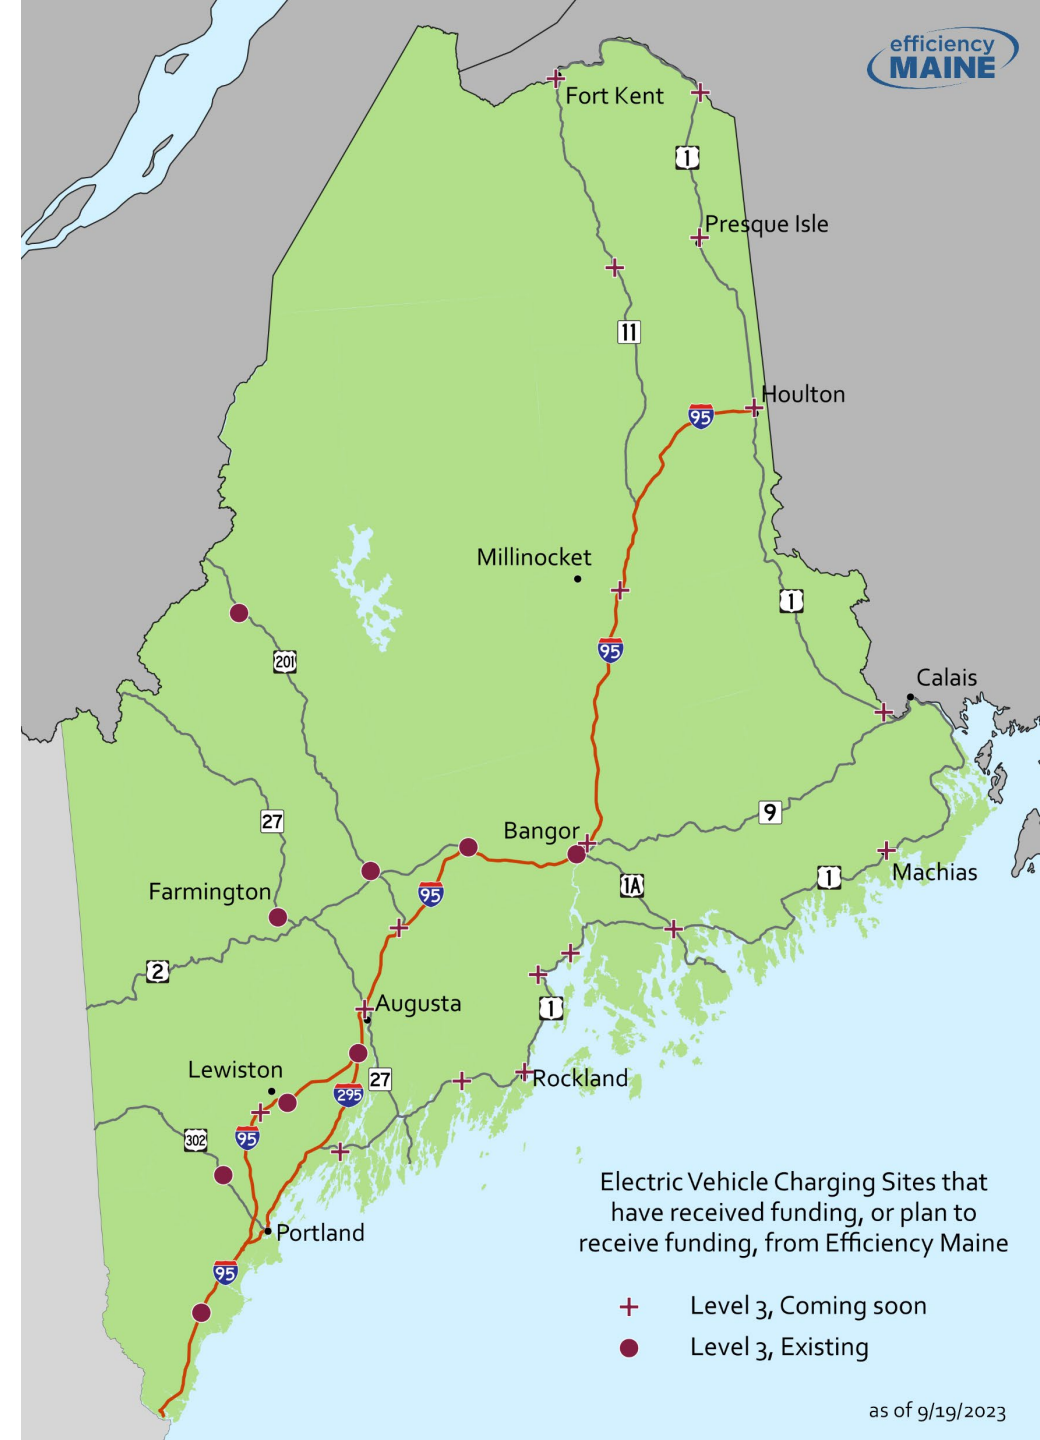 efficiency
MAINE
Fort Kent
1
Presque Isle
11
Houlton
95
Millinocket
1
95
201
Calais
27
9
Bangor
1A
1
Machias
95
Farmington
2
Augusta
1
Lewiston
27
Rockland
295
302
95
Electric Vehicle Charging Sites that
have received funding, or plan to
receive funding, from Efficiency Maine
Portland
95
Level 3, Coming soon
Level 3, Existing
as of 9/19/2023